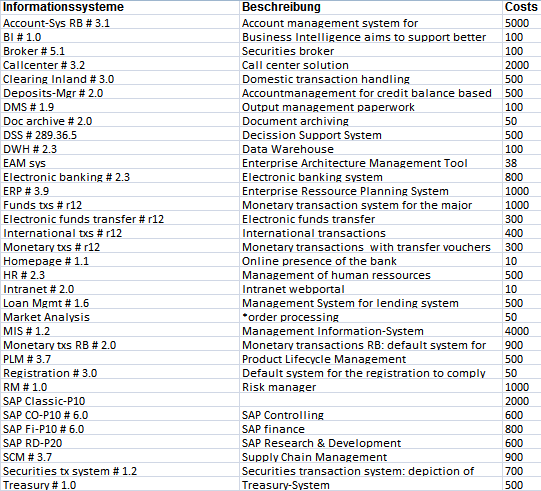 Informationssysteme Beschreibung Costs
Account-Sys RB # 3.1 Account management system for 5000
BI # 1.0 Business Intelligence aims to support better 100
Broker # 5.1 Securities broker 100
Callcenter # 3.2 Call center solution 2000
Clearing Inland # 3.0 Domestic transaction handling 500
Deposits-Mgr # 2.0 Accountmanagement for credit balance based 500
DMS # 1.9 Output management paperwork 100
Doc archive # 2.0 Document archiving 50
DSS # 289.36.5 Decission Support System 500
DWH # 2.3 Data Warehouse 100
EAM sys Enterprise Architecture Management Tool 38
Electronic banking # 2.3 Electronic banking system 800
ERP # 3.9 Enterprise Ressource Planning System 1000
Funds txs # r12 Monetary transaction system for the major 1000
Electronic funds transfer # r12 Electronic funds transfer 300
International txs # r12 International transactions 400
Monetary txs # r12 Monetary transactions with transfer vouchers 300
Homepage # 1.1 Online presence of the bank 10
HR # 2.3 Management of human ressources 500
Intranet # 2.0 Intranet webportal 10
Loan Mgmt # 1.6 Management System for lending system 500
Market Analysis *order processing 50
MIS # 1.2 Management Information-System 4000
Monetary txs RB # 2.0 Monetary transactions RB: default system for 900
PLM # 3.7 Product Lifecycle Management 500
Registration # 3.0 Default system for the registration to comply 50
RM # 1.0 Risk manager 1000
SAP Classic-P10 2000
SAP CO-P10 # 6.0 SAP Controlling 600
SAP Fi-P10 # 6.0 SAP finance 800
SAP RD-P20 SAP Research & Development 600
SCM # 3.7 Supply Chain Management 900
Securities tx system # 1.2 Securities transaction system: depiction of 700
Treasury # 1.0 Treasury-System 500